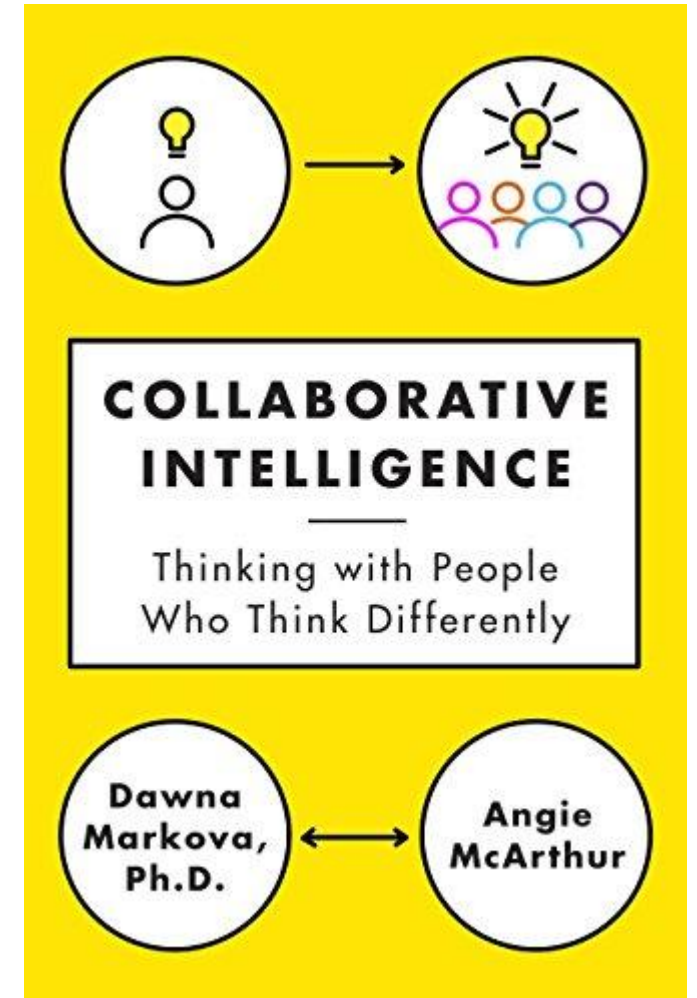 COLLABORATIVE
INTELLIGENCE
Thinking with People
Who Think Differently
Dawna
Markova,
Ph.D.
Angie
McArthur